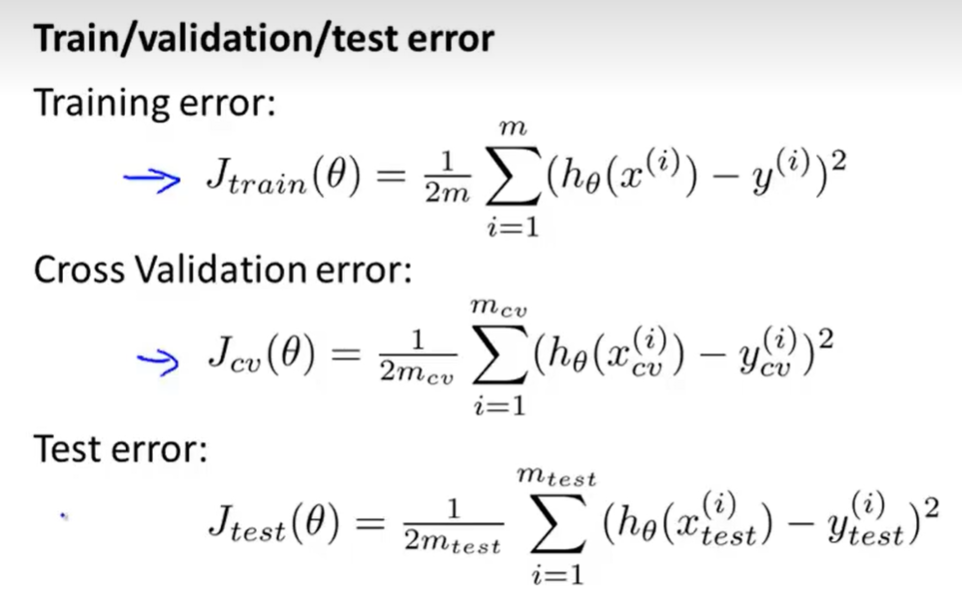 Train/validation/test error
Training error:
→ J_{train}(θ) = \frac{1}{2m} \sum_{i=1}^{m} (h_θ(x^{(i)}) − y^{(i)})^2
Cross Validation error:
→ J_{cv}(θ) = \frac{1}{2m_{cv}} \sum_{i=1}^{m_{cv}} (h_θ(x_{cv}^{(i)}) − y_{cv}^{(i)})^2
Test error:
J_{test}(θ) = \frac{1}{2m_{test}} \sum_{i=1}^{m_{test}} (h_θ(x_{test}^{(i)}) − y_{test}^{(i)})^2